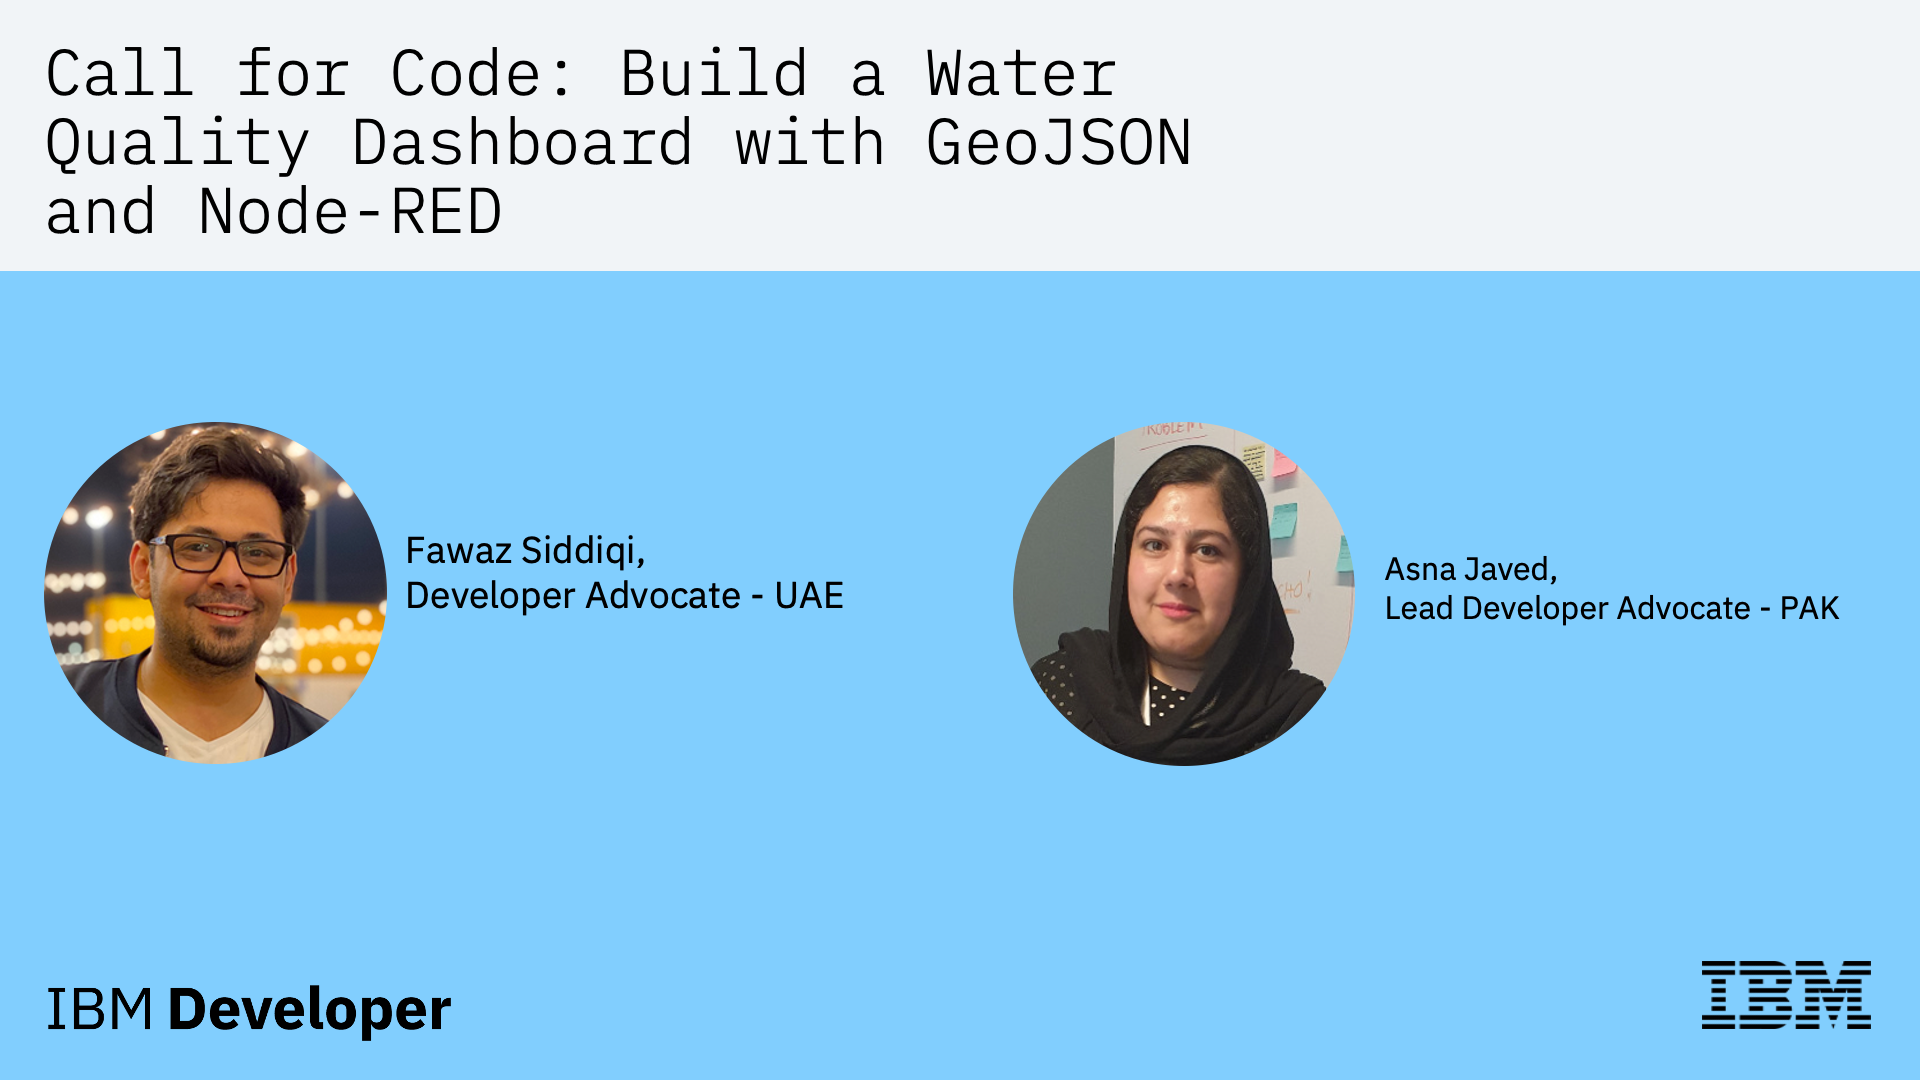 Call for Code: Build a Water
Quality Dashboard with GeoJSON
and Node-RED
PROBLEM
Fawaz Siddiqi,
Developer Advocate - UAE
Asna Javed,
Lead Developer Advocate - PAK
IBM Developer
IBM